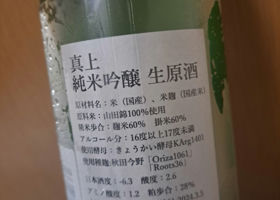 真上
純米吟醸 生原酒
原材料名：米（国産）、米麹（国産米）
原料米：山田錦100%使用
精米歩合：麹米60% 掛米60%
アルコール分：16度以上17度未満
使用酵母：きょうかい酵母KArg1401
使用種麹：秋田今野「Oriza1061」
「Roots36」
日本酒度：-6.3 酸度：2.6
アミノ酸：1.2 粕歩合：28%
2024.3.5